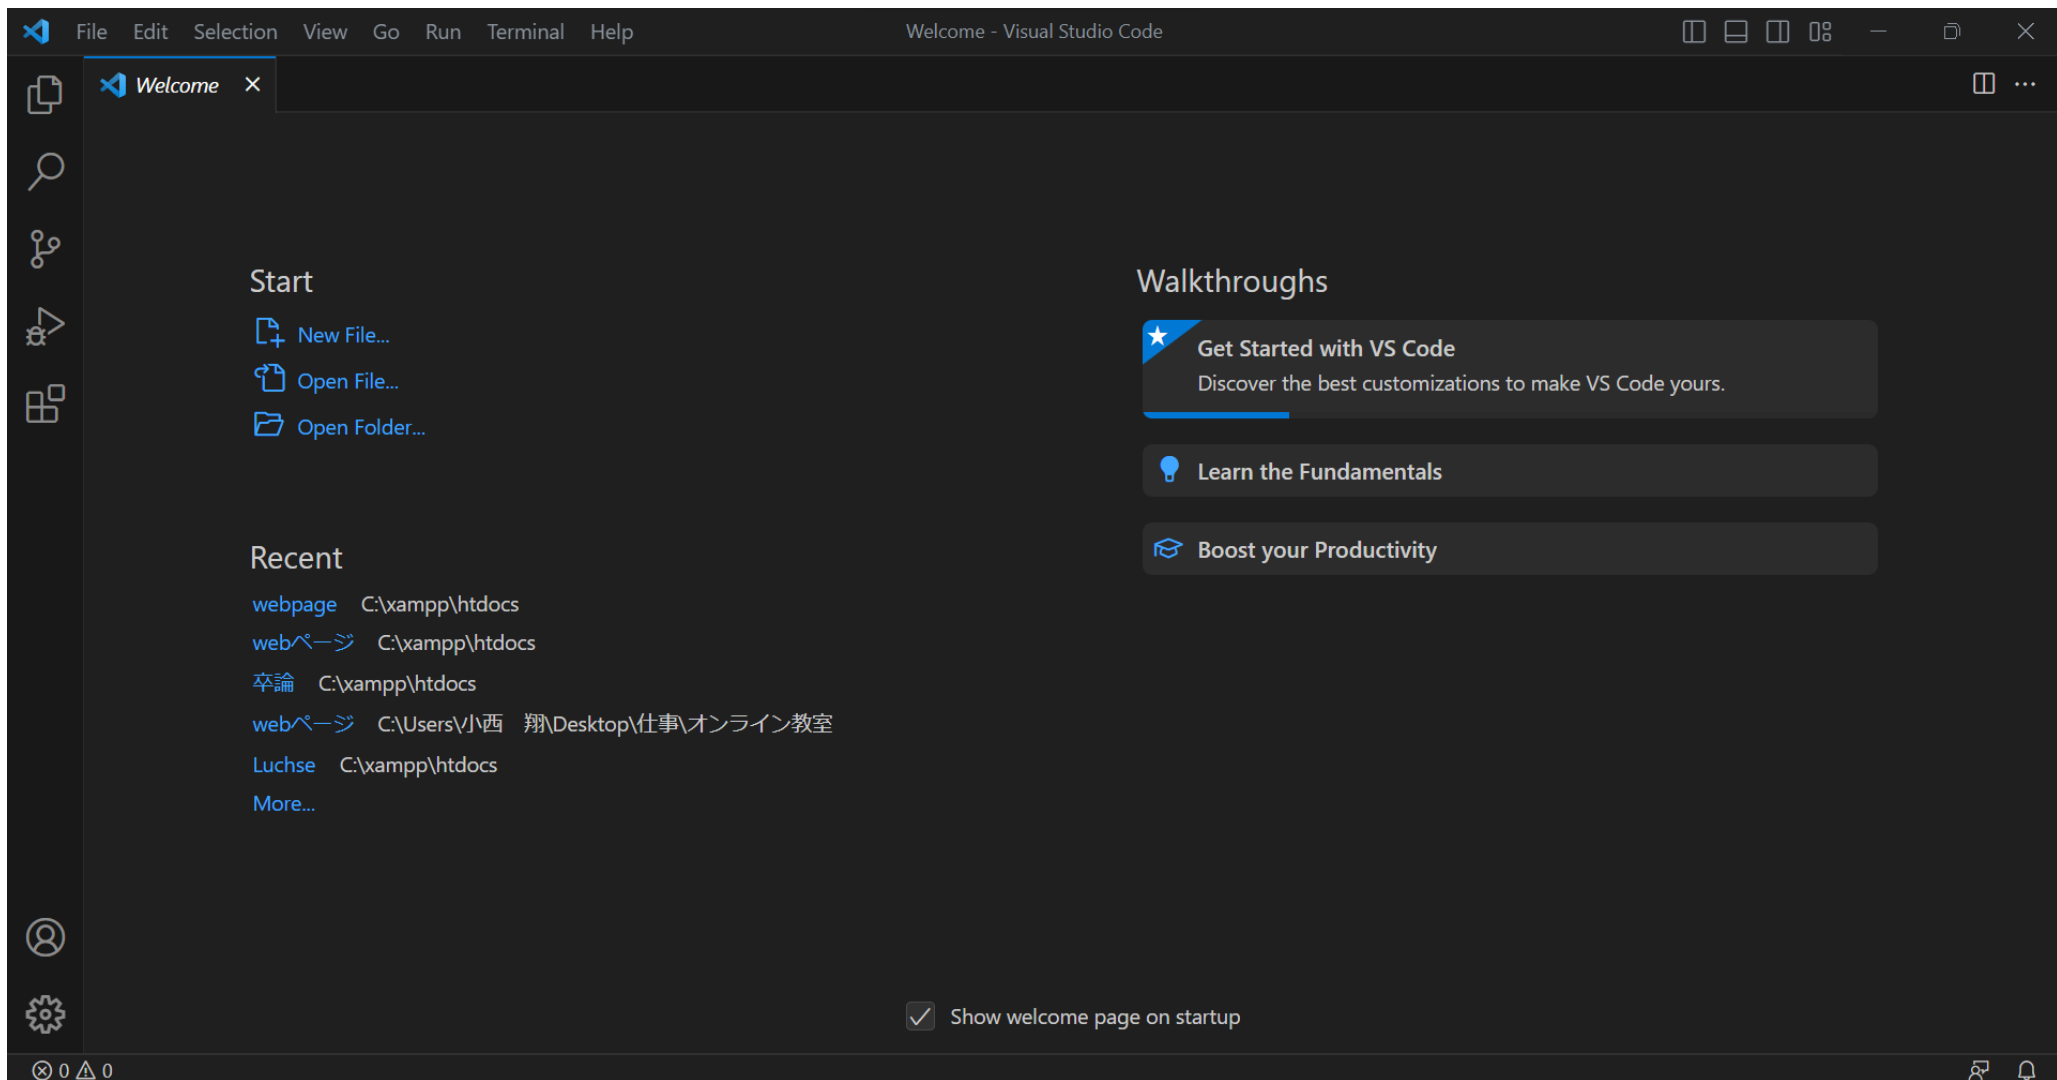 File Edit Selection View Go Run Terminal Help Welcome - Visual Studio Code
Welcome
Start
New File...
Open File...
Open Folder...
Recent
webpage C:\xampp\htdocs
webページ C:\xampp\htdocs
卒論 C:\xampp\htdocs
webページ C:\Users\小西　翔\Desktop\仕事\オンライン教室
Luchse C:\xampp\htdocs
More...
Walkthroughs
Get Started with VS Code
Discover the best customizations to make VS Code yours.
Learn the Fundamentals
Boost your Productivity
Show welcome page on startup
0 0